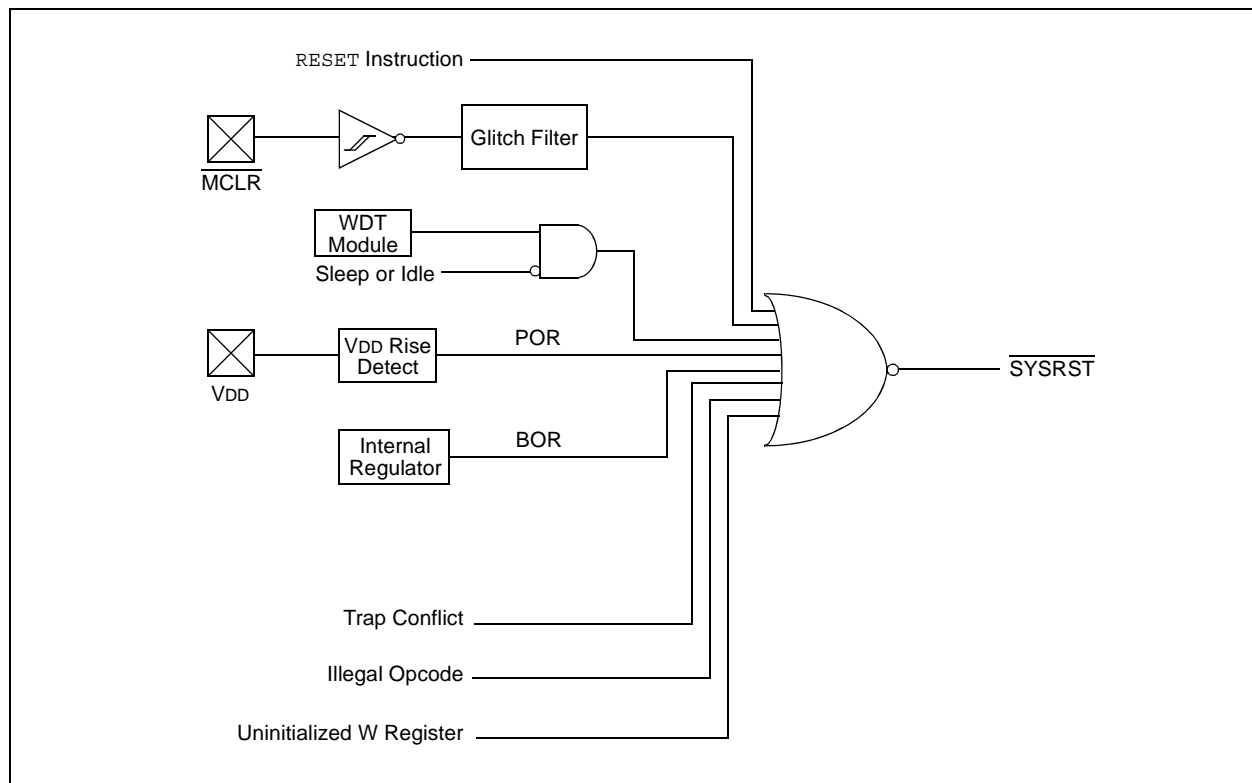 RESET Instruction
Glitch Filter
MCLR
WDT
Module
Sleep or Idle
VDD Rise
Detect
POR
VDD
SYSRST
Internal
Regulator
BOR
Trap Conflict
Illegal Opcode
Uninitialized W Register